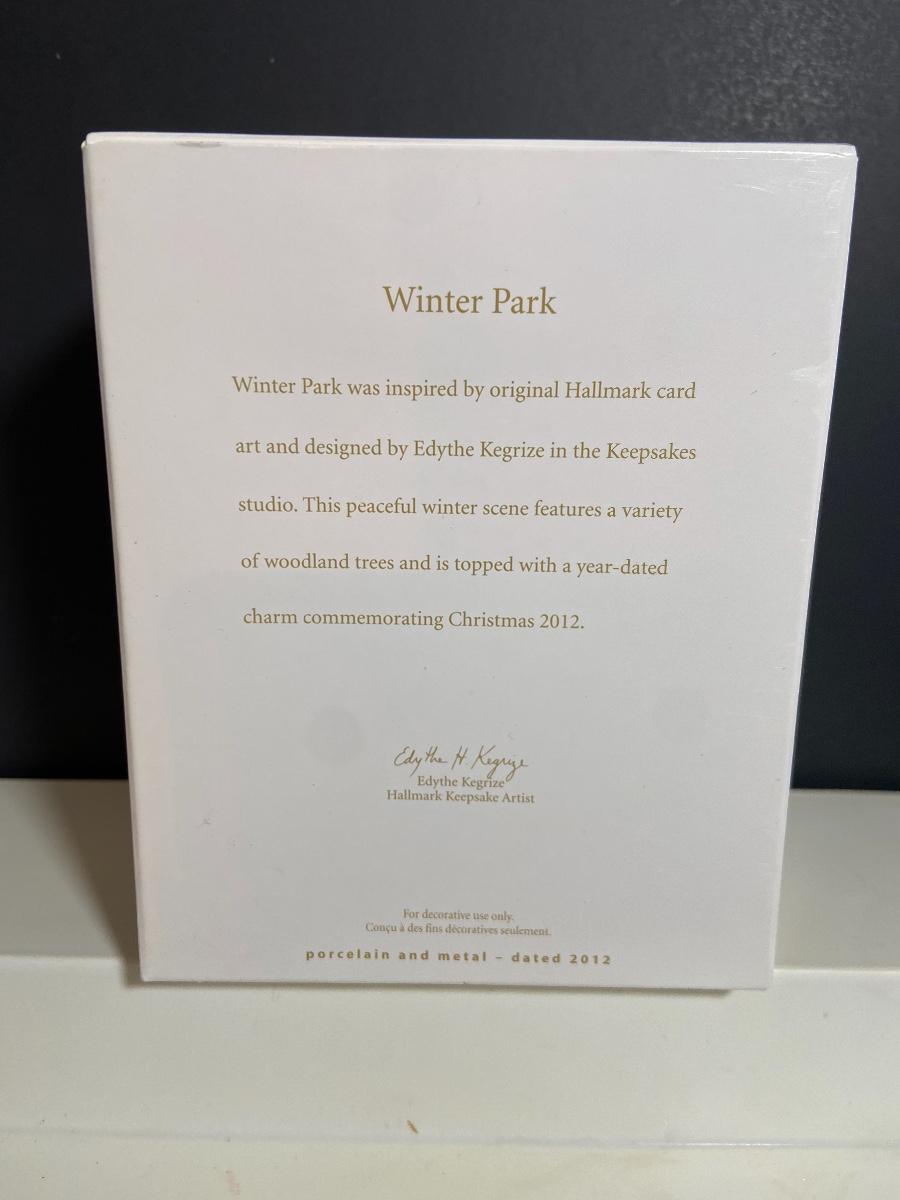 Winter Park
Winter Park was inspired by original Hallmark card
art and designed by Edythe Kegrize in the Keepsakes
studio. This peaceful winter scene features a variety
of woodland trees and is topped with a year-dated
charm commemorating Christmas 2012.
Edythe H. Kegrize
Edythe Kegrize
Hallmark Keepsake Artist
For decorative use only.
Conçu à des fins décoratives seulement.
porcelain and metal – dated 2012